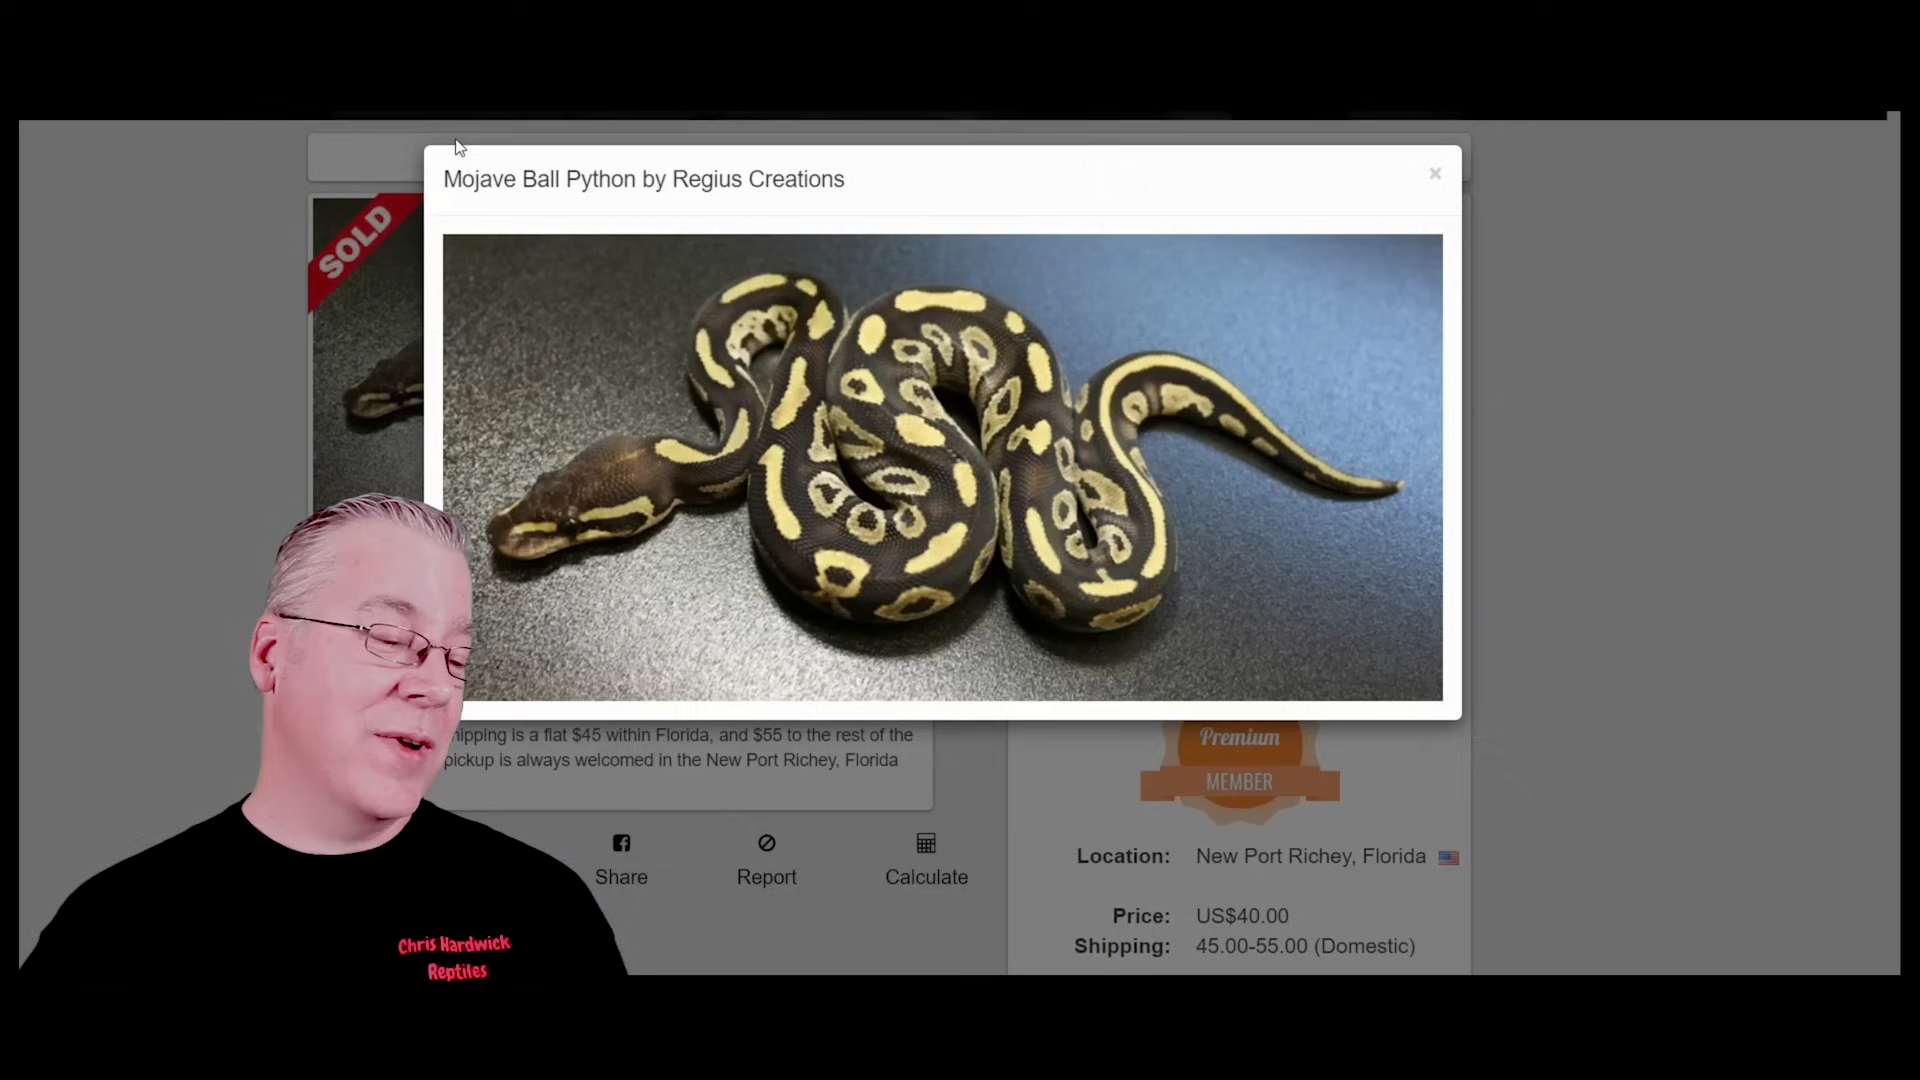 Mojave Ball Python by Regius Creations
×
SOLD
hipping is a flat $45 within Florida, and $55 to the rest of the
pickup is always welcomed in the New Port Richey, Florida
Premium
MEMBER
Share
Report
Calculate
Location: New Port Richey, Florida
Price: US$40.00
Shipping: 45.00-55.00 (Domestic)
Chris Hardwick
Reptiles